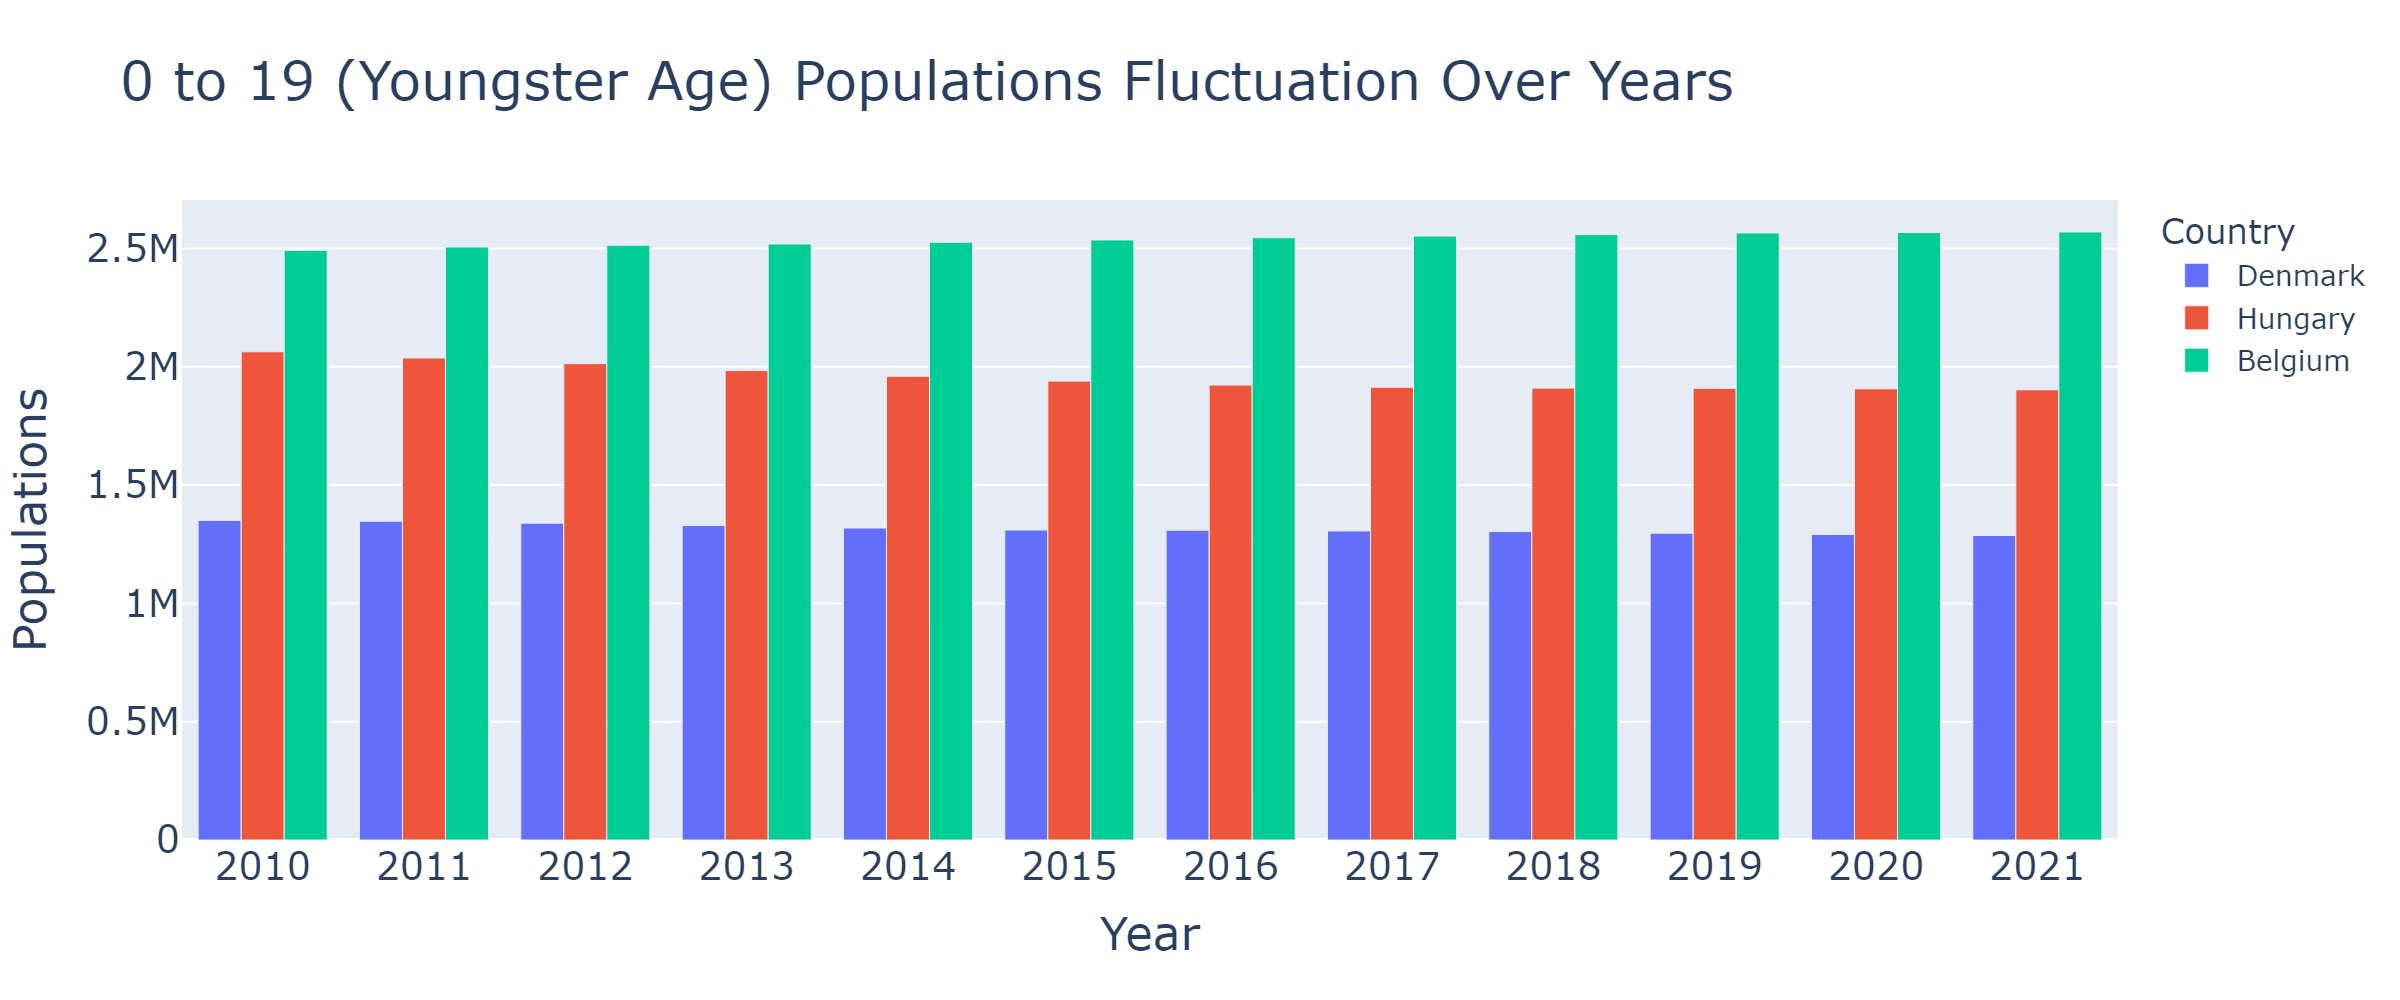 0 to 19 (Youngster Age) Populations Fluctuation Over Years
Populations
2.5M
2M
1.5M
1M
0.5M
0
2010 2011 2012 2013 2014 2015 2016 2017 2018 2019 2020 2021
Year
Country
Denmark
Hungary
Belgium